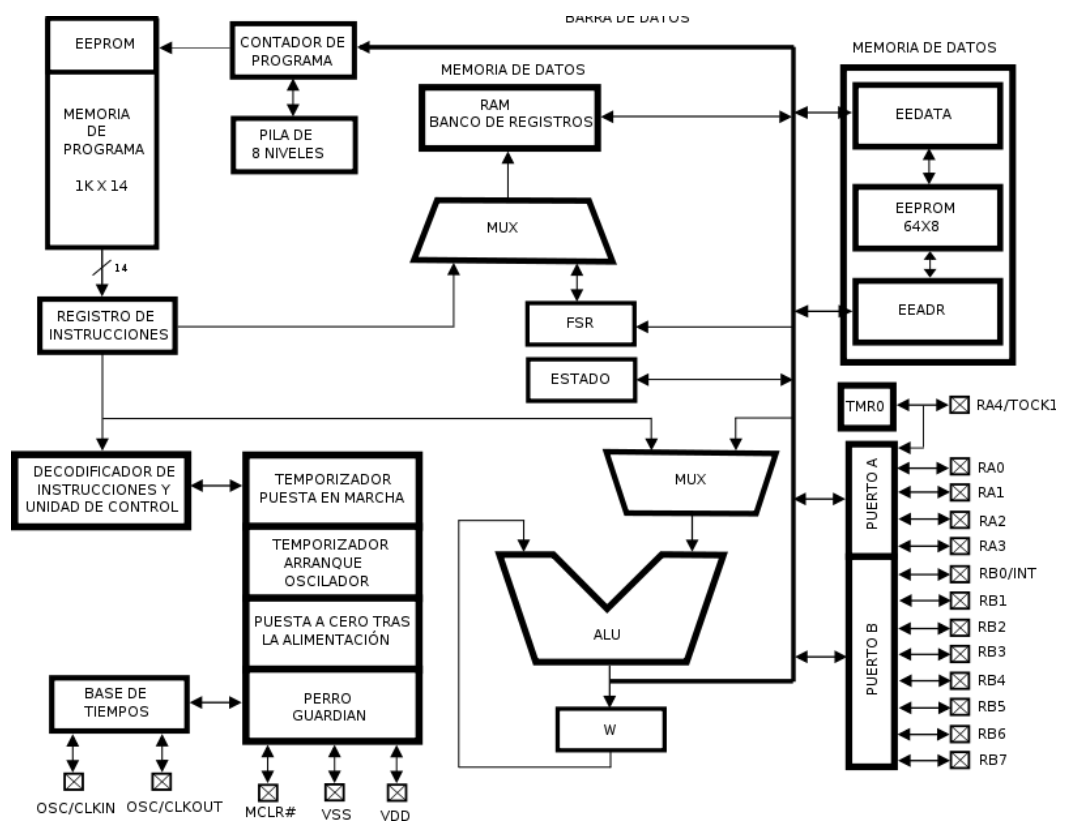 BARRA DE DATOS
EEPROM
MEMORIA
DE
PROGRAMA
1K X 14
CONTADOR DE
PROGRAMA
PILA DE
8 NIVELES
MEMORIA DE DATOS
RAM
BANCO DE REGISTROS
MUX
14
REGISTRO DE
INSTRUCCIONES
FSR
ESTADO
MEMORIA DE DATOS
EEDATA
EEPROM
64X8
EEADR
TMR0
RA4/TOCK1
DECODIFICADOR DE
INSTRUCCIONES Y
UNIDAD DE CONTROL
TEMPORIZADOR
PUESTA EN MARCHA
TEMPORIZADOR
ARRANQUE
OSCILADOR
PUESTA A CERO TRAS
LA ALIMENTACIÓN
PERRO
GUARDIAN
BASE DE
TIEMPOS
OSC/CLKIN
OSC/CLKOUT
MCLR#
VSS
VDD
MUX
ALU
W
PUERTO A
RA0
RA1
RA2
RA3
PUERTO B
RB0/INT
RB1
RB2
RB3
RB4
RB5
RB6
RB7